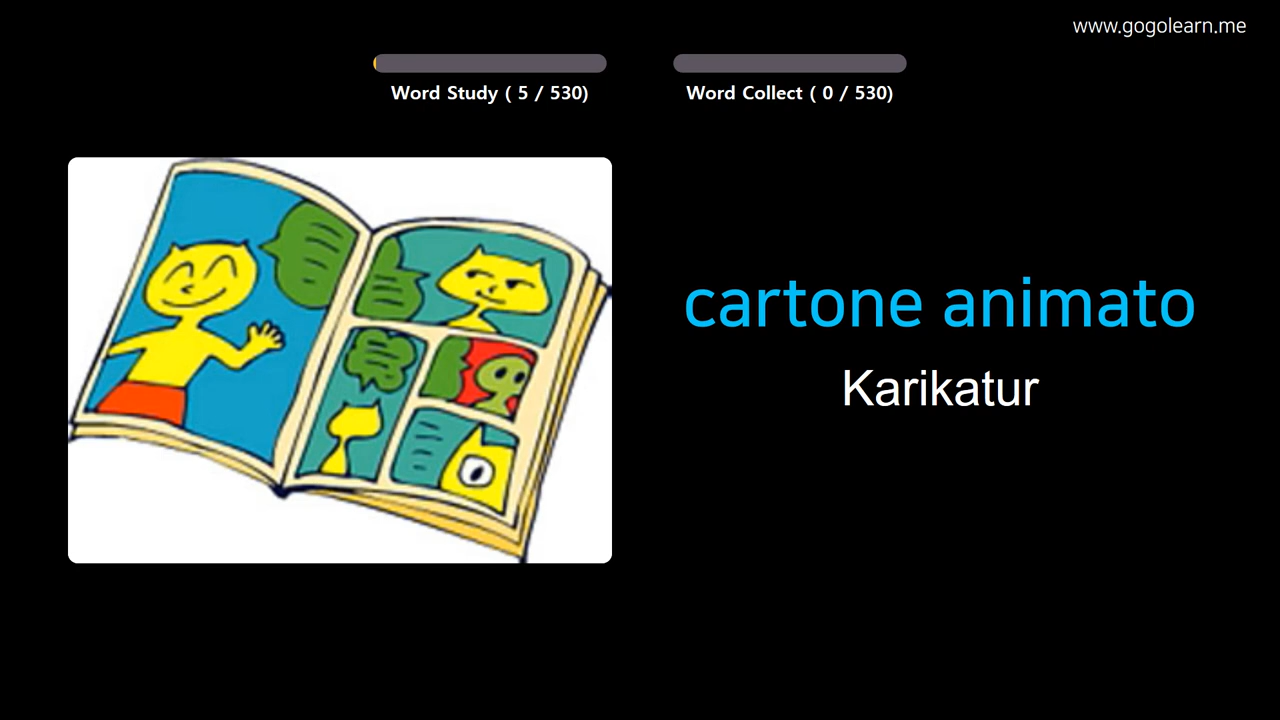 www.gogolearn.me
Word Study ( 5 / 530)
Word Collect ( 0 / 530)
cartone animato
Karikatur